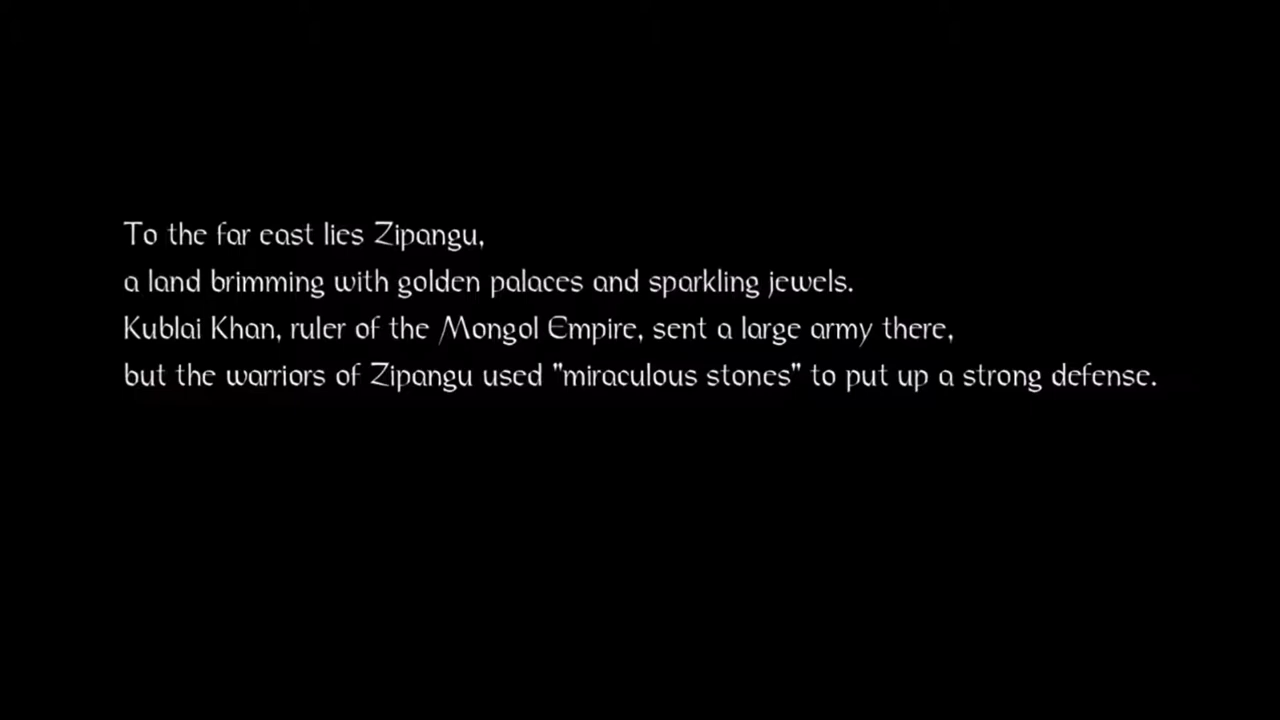 To the far east lies Zipangu,
a land brimming with golden palaces and sparkling jewels.
Kublai Khan, ruler of the Mongol Empire, sent a large army there,
but the warriors of Zipangu used "miraculous stones" to put up a strong defense.